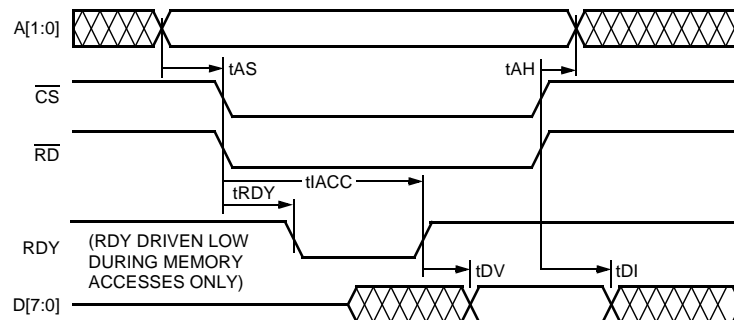 A[1:0]
tAS
tAH
CS
RD
tIACC
tRDY
RDY
(RDY DRIVEN LOW
DURING MEMORY
ACCESSES ONLY)
tDV
tDI
D[7:0]